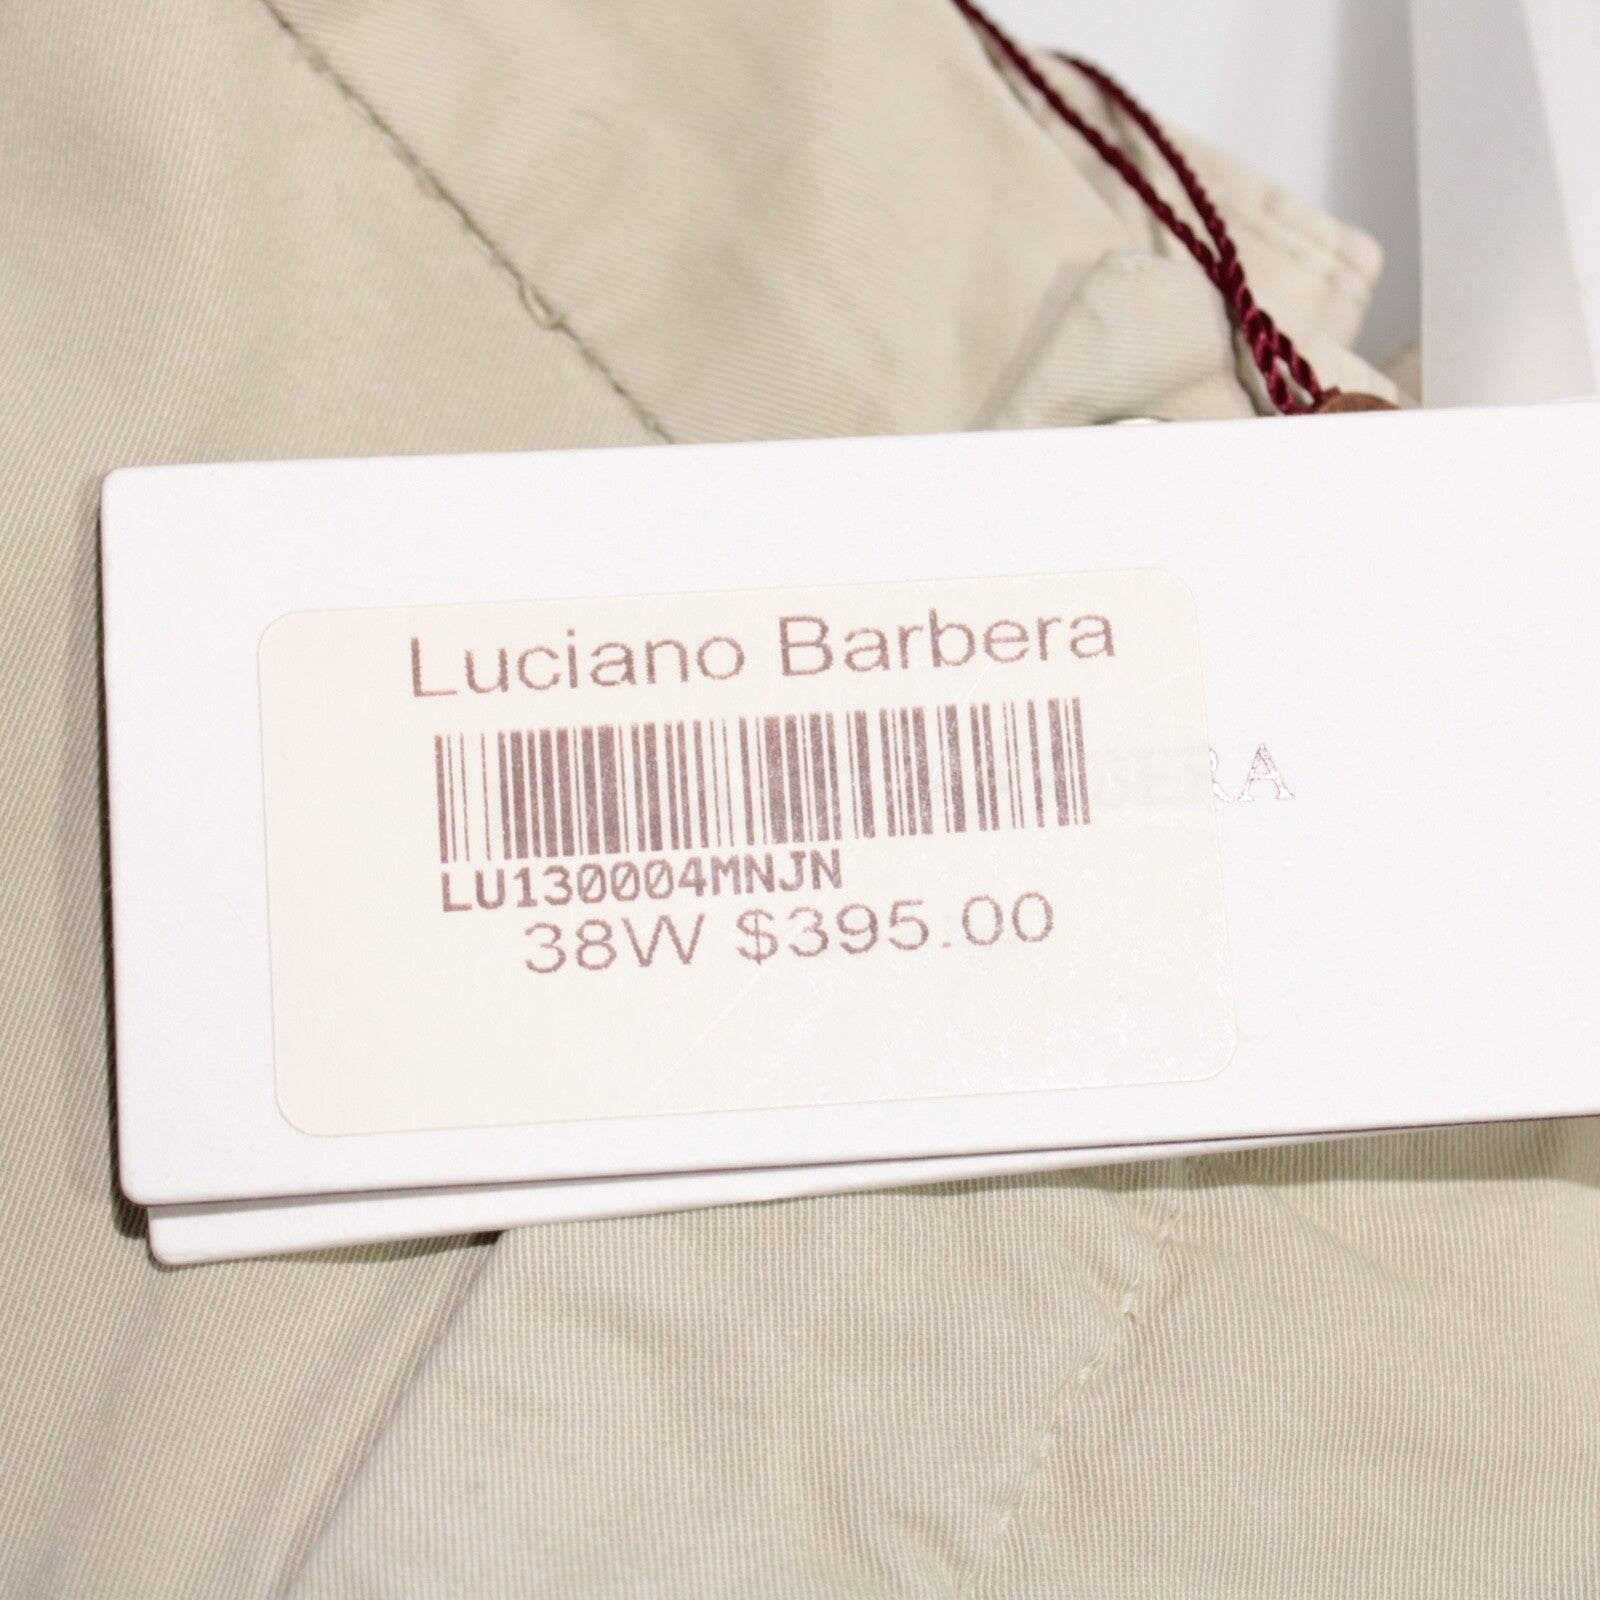 Luciano Barbera
LU130004MNJN
38W $395.00